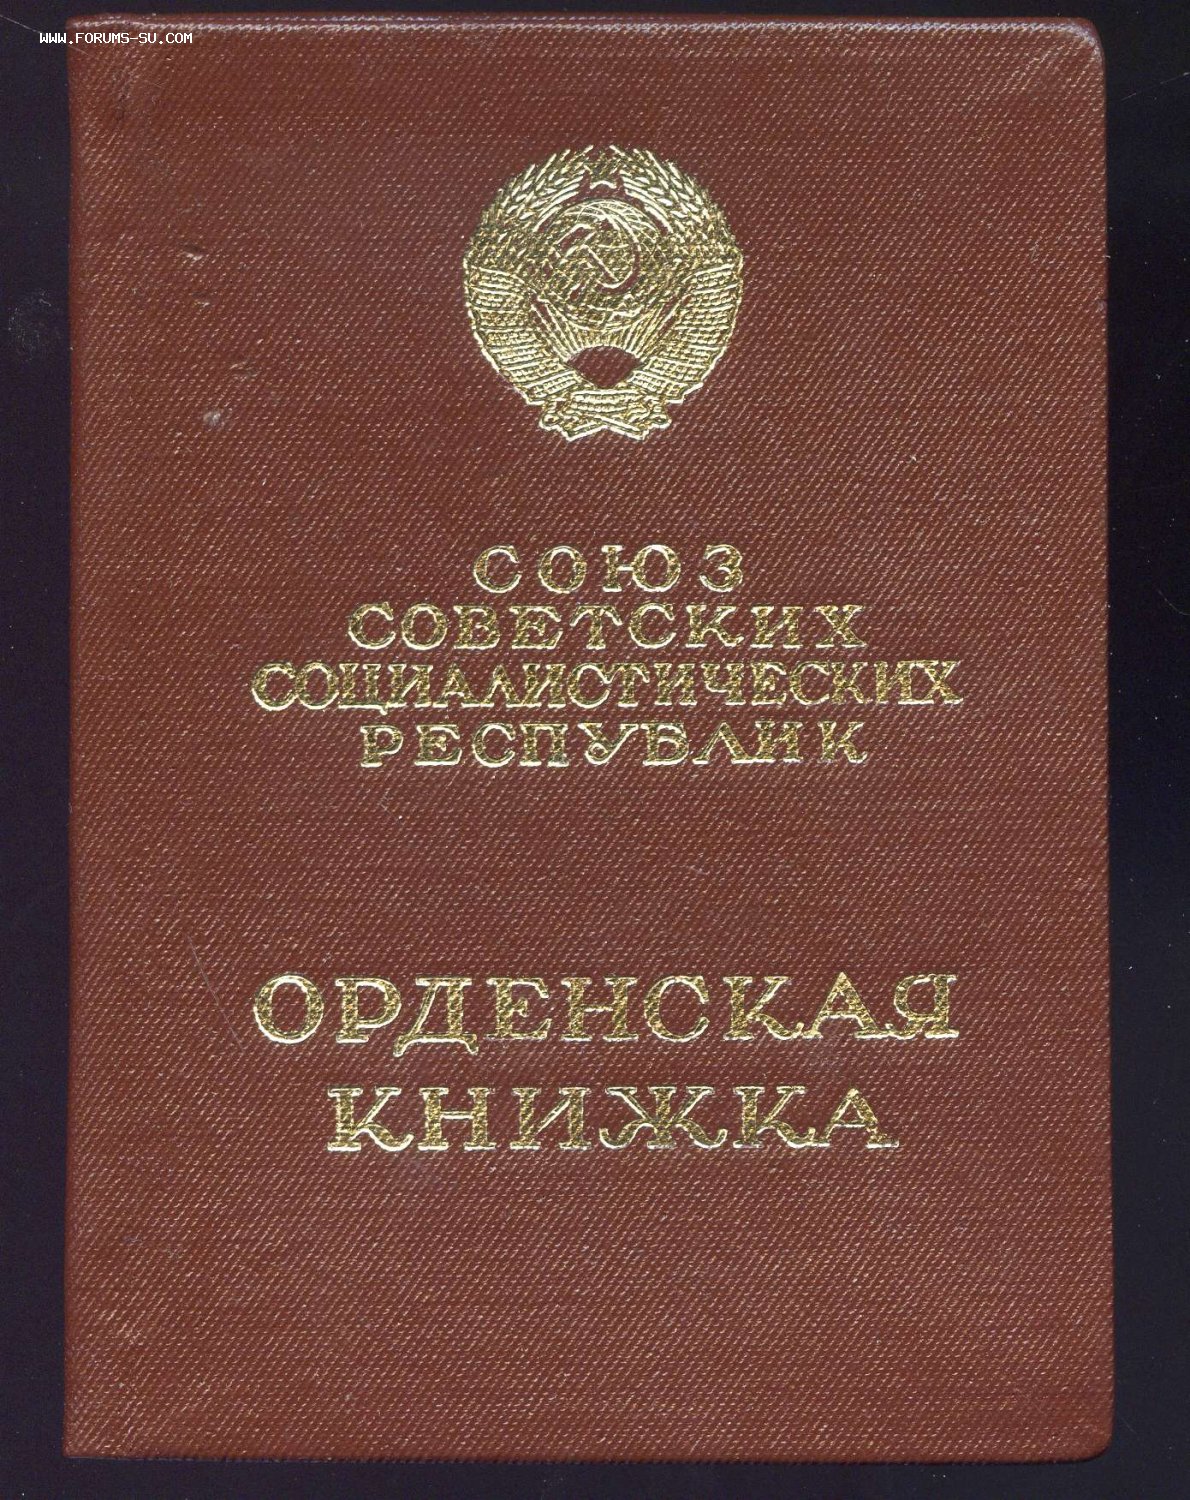 WWW.FORUMS-SU.COM
СОЮЗ
СОВЕТСКИХ
СОЦИАЛИСТИЧЕСКИХ
РЕСПУБЛИК
ОРДЕНСКАЯ
КНИЖКА